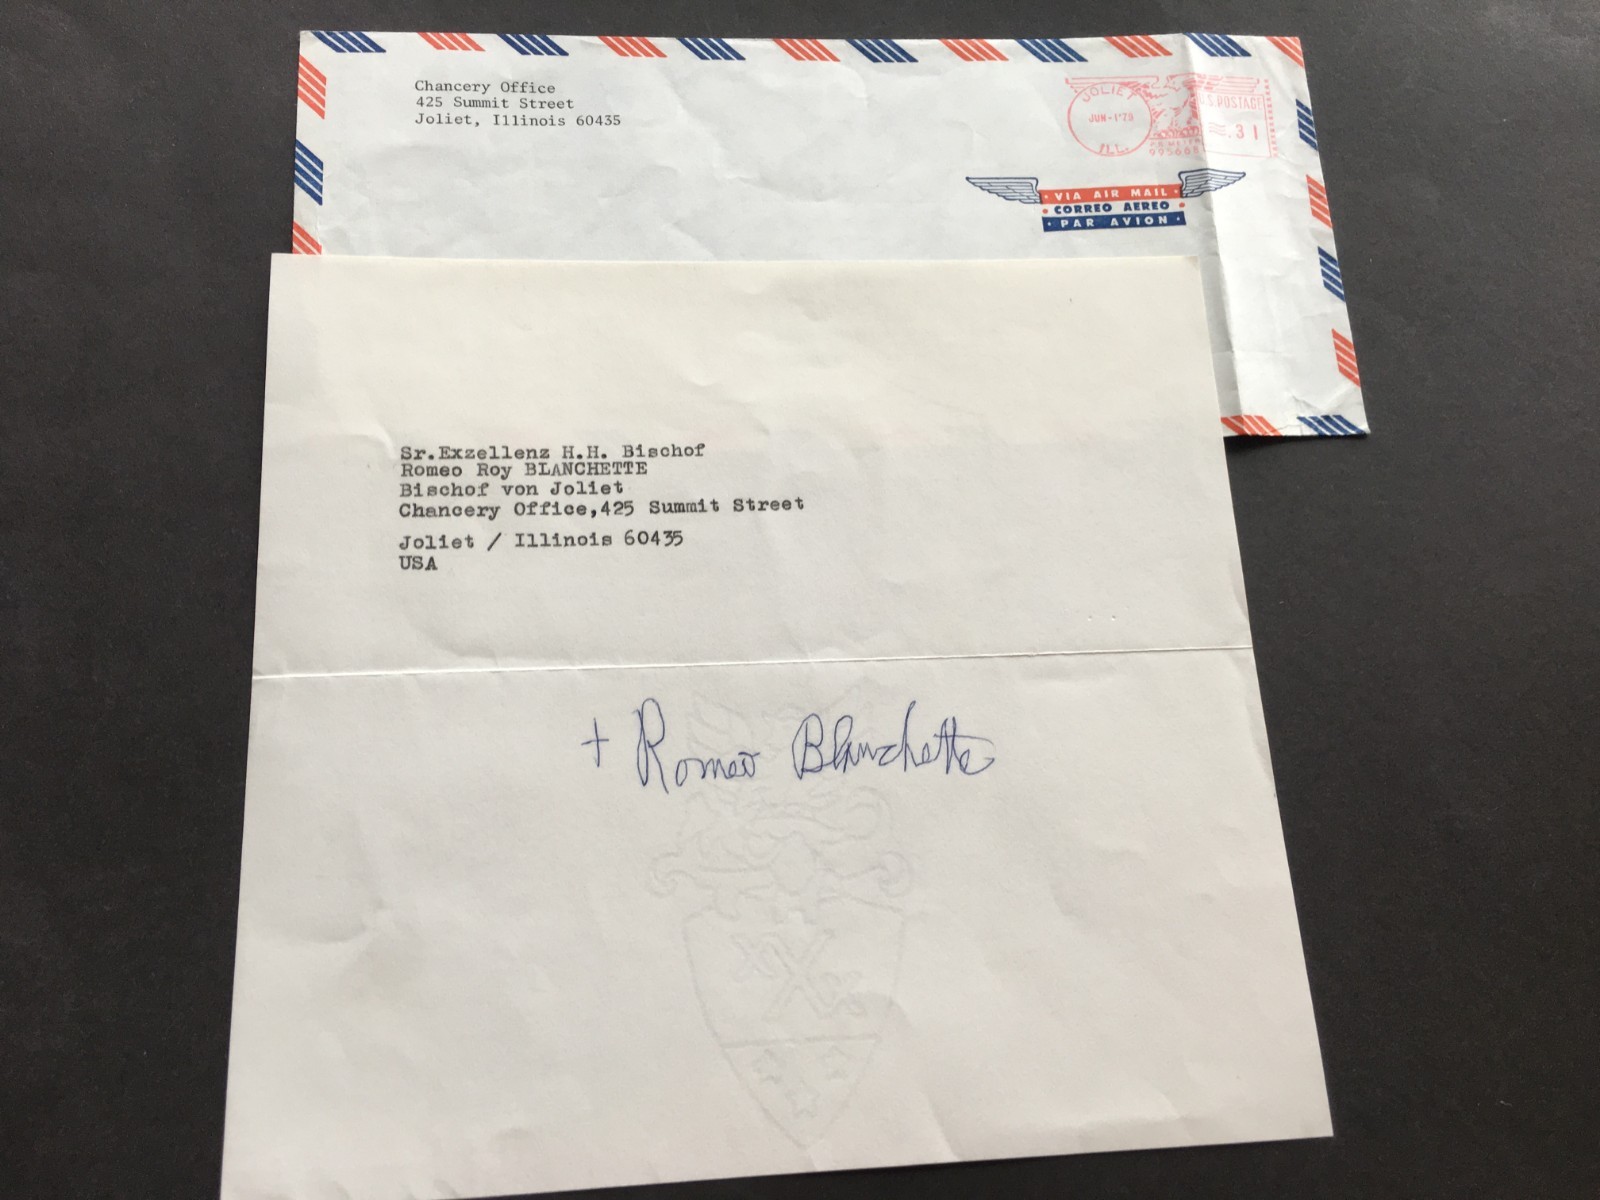 Chancery Office
425 Summit Street
Joliet, Illinois 60435
JOLIET
JUN-1'79
ILL.
U.S. POSTAGE
.31
VIA AIR MAIL
CORREO AEREO
PAR AVION
Sr.Exzellenz H.H. Bischof
Romeo Roy BLANCHETTE
Bischof von Joliet
Chancery Office,425 Summit Street
Joliet / Illinois 60435
USA
+ Romeo Blanchette